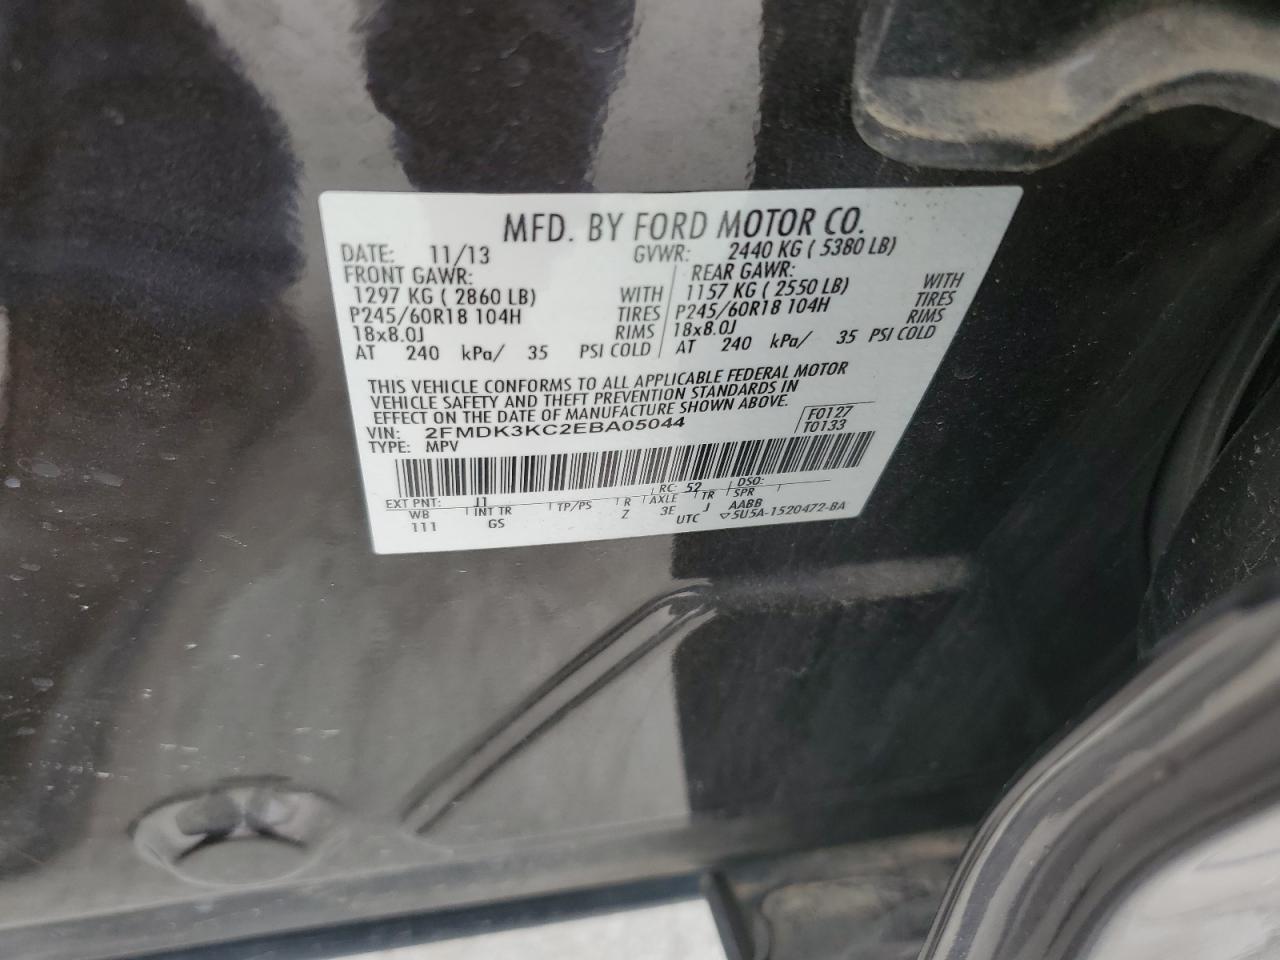 MFD. BY FORD MOTOR CO.
DATE: 11/13 GVWR: 2440 KG ( 5380 LB)
FRONT GAWR: REAR GAWR:
1297 KG ( 2860 LB) WITH 1157 KG ( 2550 LB) WITH
P245/60R18 104H TIRES P245/60R18 104H TIRES
18x8.0J RIMS 18x8.0J RIMS
AT 240 kPa/ 35 PSI COLD AT 240 kPa/ 35 PSI COLD
THIS VEHICLE CONFORMS TO ALL APPLICABLE FEDERAL MOTOR
VEHICLE SAFETY AND THEFT PREVENTION STANDARDS IN
EFFECT ON THE DATE OF MANUFACTURE SHOWN ABOVE.
VIN: 2FMDK3KC2EBA05044 F0127
TYPE: MPV T0133
EXT PNT: J1 RC: 52 DSO:
WB INT TR TP/PS R AXLE TR SPR
111 GS Z 3E J AABB
UTC ▽5U5A-1520472-BA